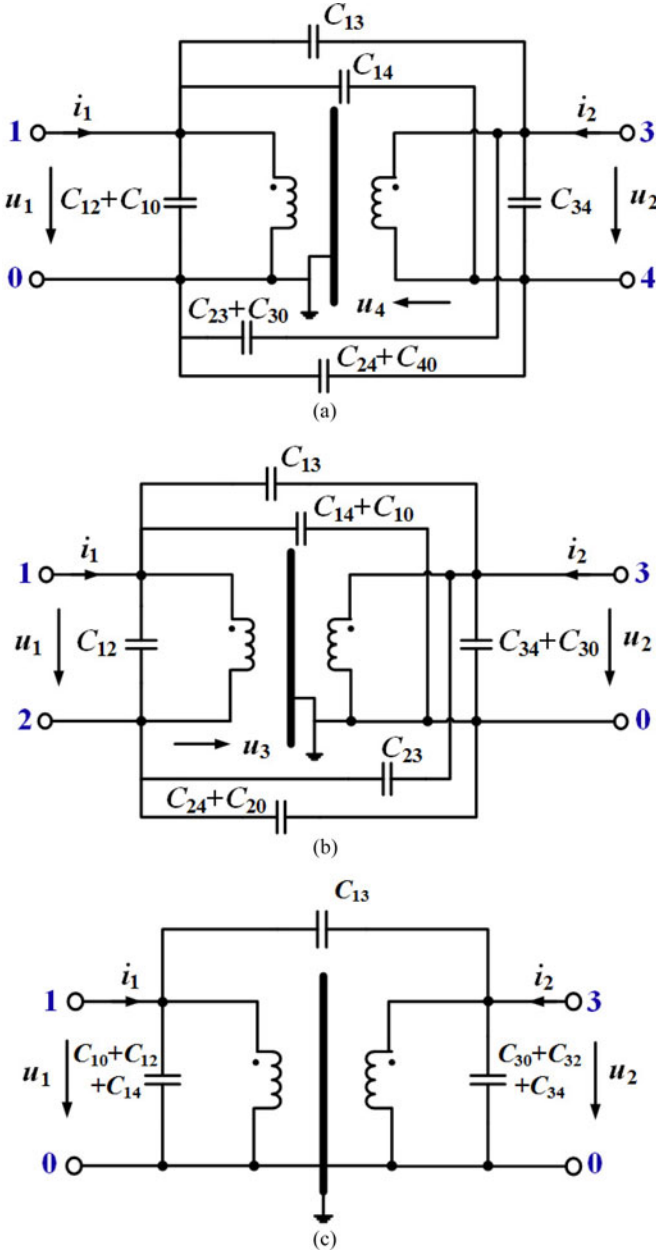 C13
C14
i1 i2
1 3
u1 C12+C10 C34 u2
0 4
C23+C30 u4
C24+C40
(a)
C13
C14+C10
i1 i2
1 3
u1 C12 C34+C30 u2
2 0
u3 C23
C24+C20
(b)
C13
i1 i2
1 3
u1 C10+C12 +C14 C30+C32 +C34 u2
0 0
(c)